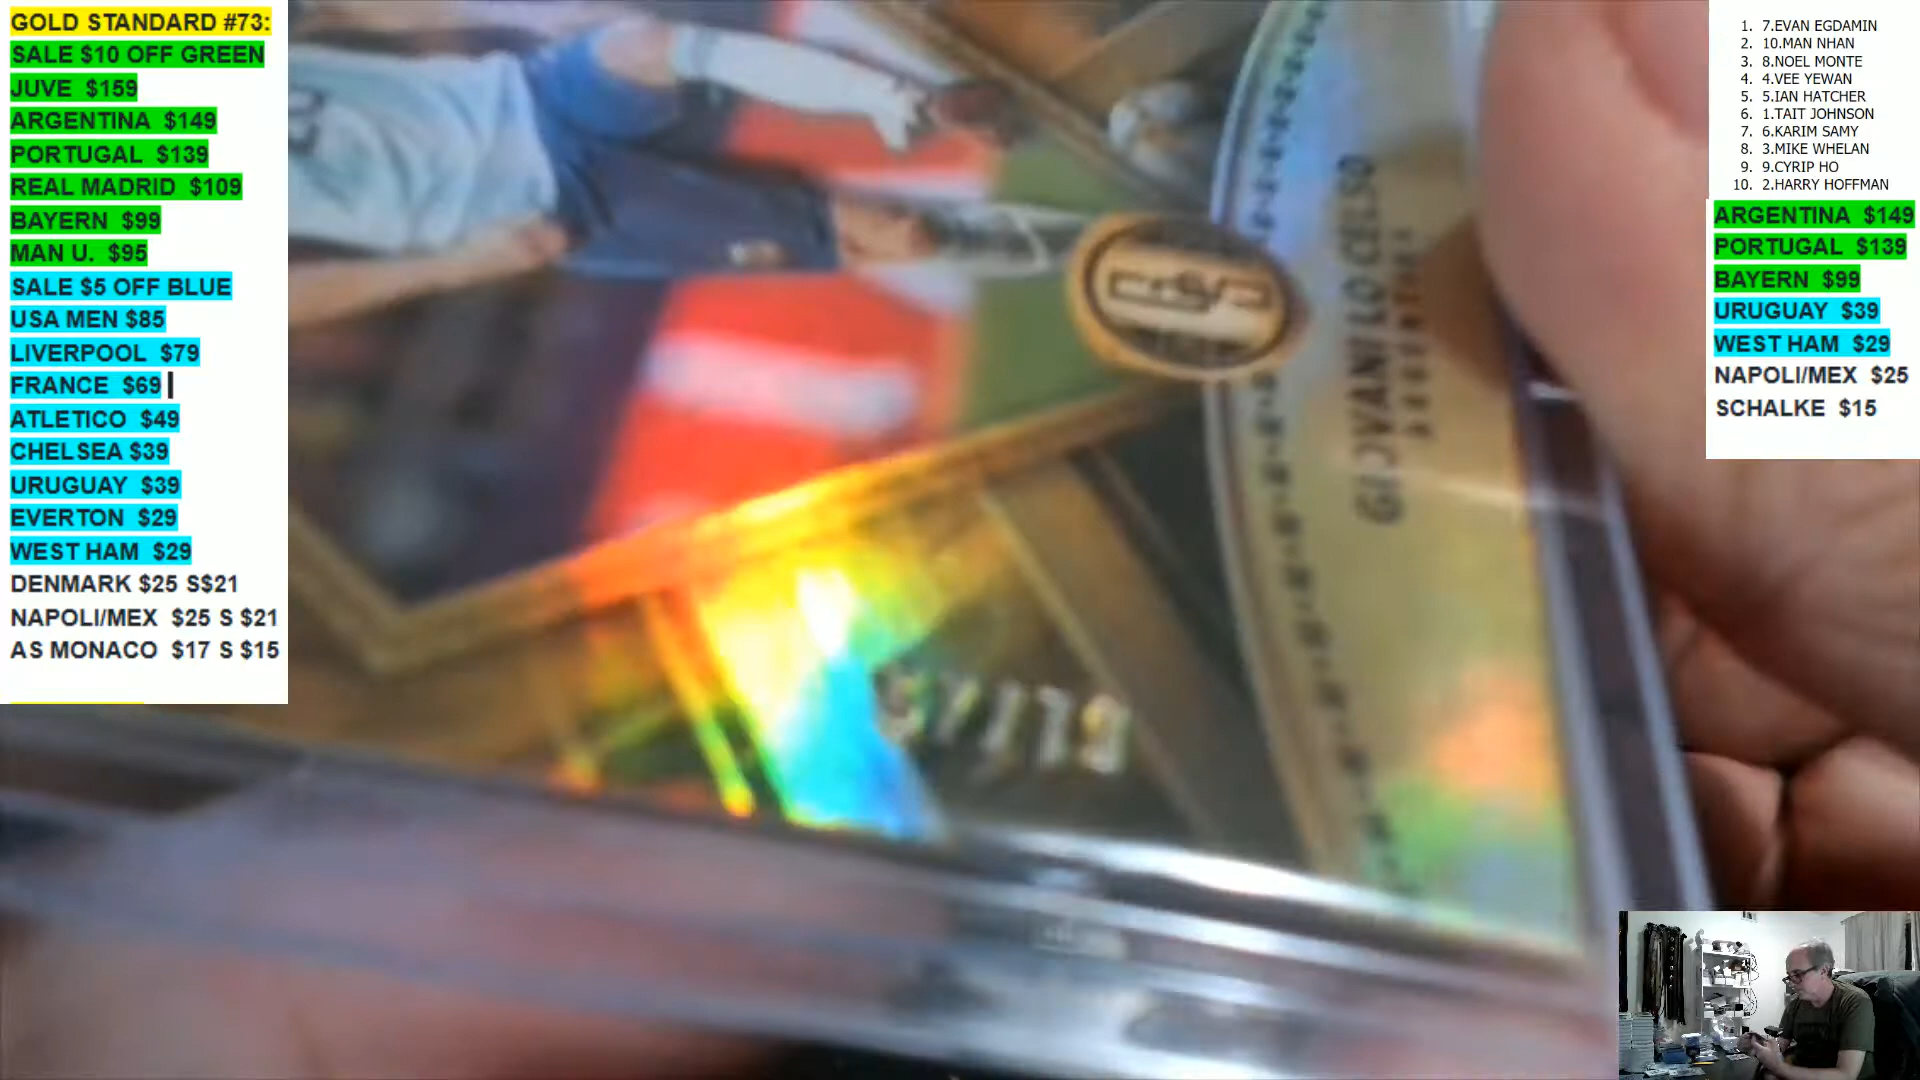 GOLD STANDARD #73:
SALE $10 OFF GREEN
JUVE $159
ARGENTINA $149
PORTUGAL $139
REAL MADRID $109
BAYERN $99
MAN U. $95
SALE $5 OFF BLUE
USA MEN $85
LIVERPOOL $79
FRANCE $69
ATLETICO $49
CHELSEA $39
URUGUAY $39
EVERTON $29
WEST HAM $29
DENMARK $25 S$21
NAPOLI/MEX $25 S $21
AS MONACO $17 S $15
GIOVANI LO CELSO
ARGENTINA
1. 7.EVAN EGDAMIN
2. 10.MAN NHAN
3. 8.NOEL MONTE
4. 4.VEE YEWAN
5. 5.IAN HATCHER
6. 1.TAIT JOHNSON
7. 6.KARIM SAMY
8. 3.MIKE WHELAN
9. 9.CYRIP HO
10. 2.HARRY HOFFMAN
ARGENTINA $149
PORTUGAL $139
BAYERN $99
URUGUAY $39
WEST HAM $29
NAPOLI/MEX $25
SCHALKE $15